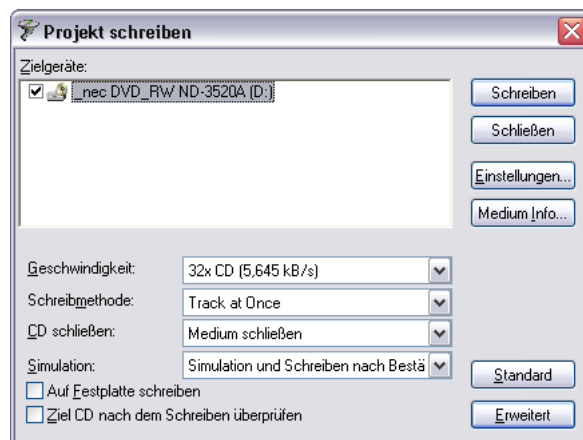 Projekt schreiben
Zielgeräte:
_nec DVD_RW ND-3520A (D:)
Schreiben
Schließen
Einstellungen...
Medium Info...
Geschwindigkeit: 32x CD (5,645 kB/s)
Schreibmethode: Track at Once
CD schließen: Medium schließen
Simulation: Simulation und Schreiben nach Bestä
Standard
Auf Festplatte schreiben
Ziel CD nach dem Schreiben überprüfen
Erweitert